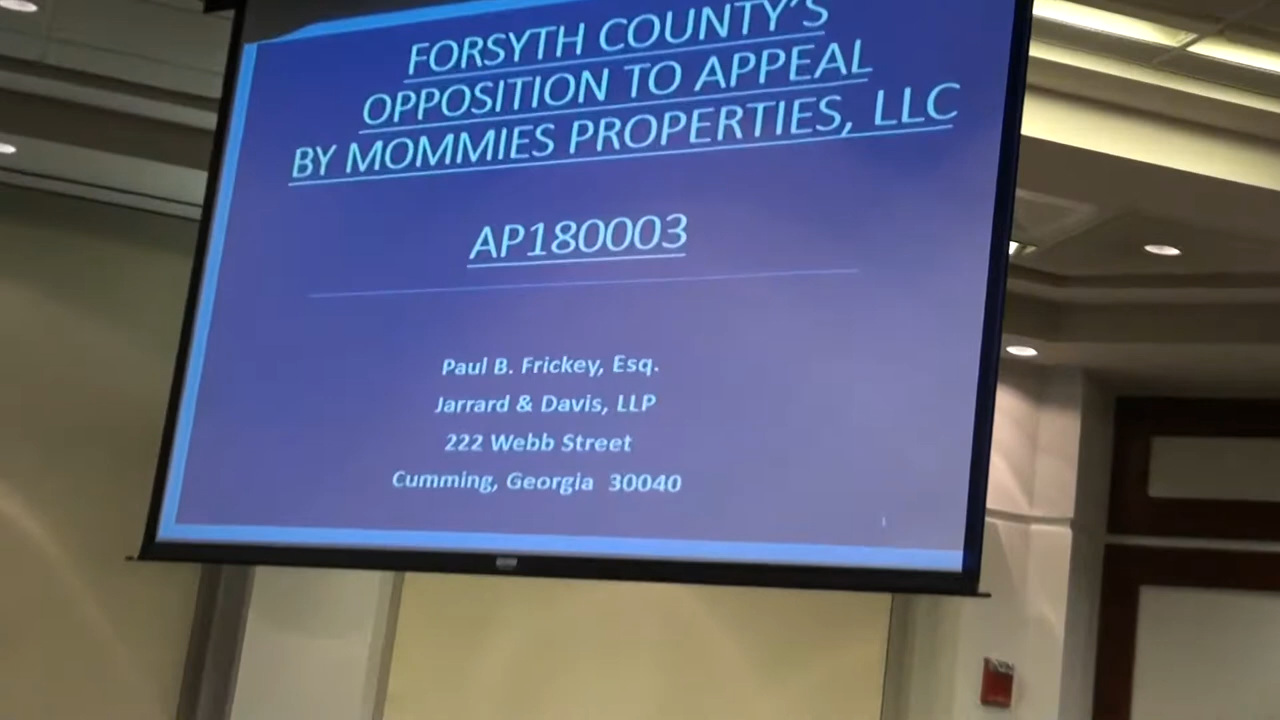 FORSYTH COUNTY'S
OPPOSITION TO APPEAL
BY MOMMIES PROPERTIES, LLC
AP180003
Paul B. Frickey, Esq.
Jarrard & Davis, LLP
222 Webb Street
Cumming, Georgia 30040
1